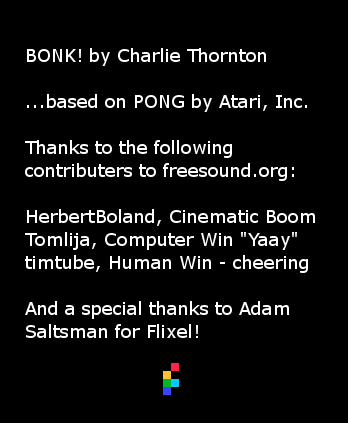 BONK! by Charlie Thornton
...based on PONG by Atari, Inc.
Thanks to the following
contributers to freesound.org:
HerbertBoland, Cinematic Boom
Tomlija, Computer Win "Yaay"
timtube, Human Win - cheering
And a special thanks to Adam
Saltsman for Flixel!